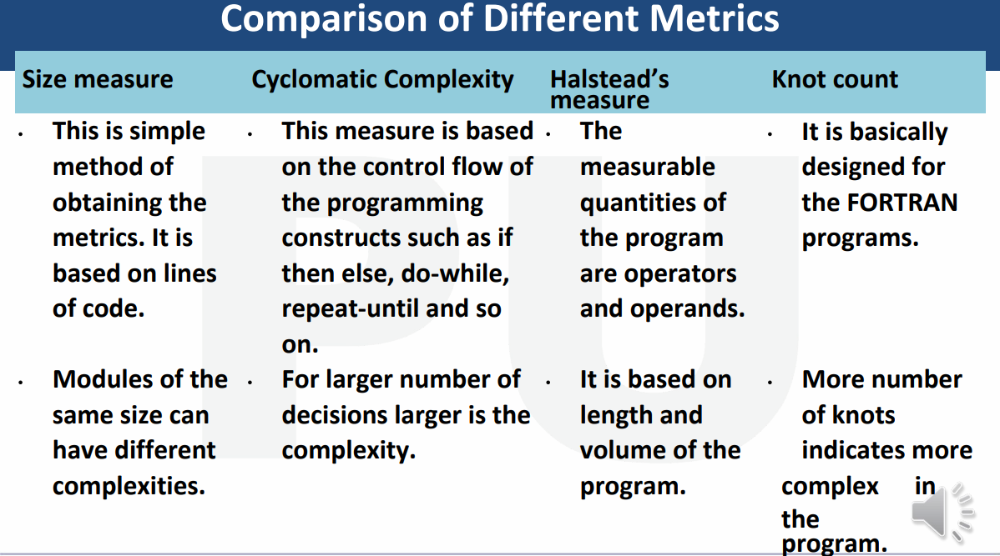 Comparison of Different Metrics
Size measure
Cyclomatic Complexity
Halstead’s
measure
Knot count
· This is simple
method of
obtaining the
metrics. It is
based on lines
of code.
· This measure is based
on the control flow of
the programming
constructs such as if
then else, do-while,
repeat-until and so
on.
· The
measurable
quantities of
the program
are operators
and operands.
· It is basically
designed for
the FORTRAN
programs.
· Modules of the
same size can
have different
complexities.
· For larger number of
decisions larger is the
complexity.
· It is based on
length and
volume of the
program.
· More number
of knots
indicates more
complex in
the
program.
PU